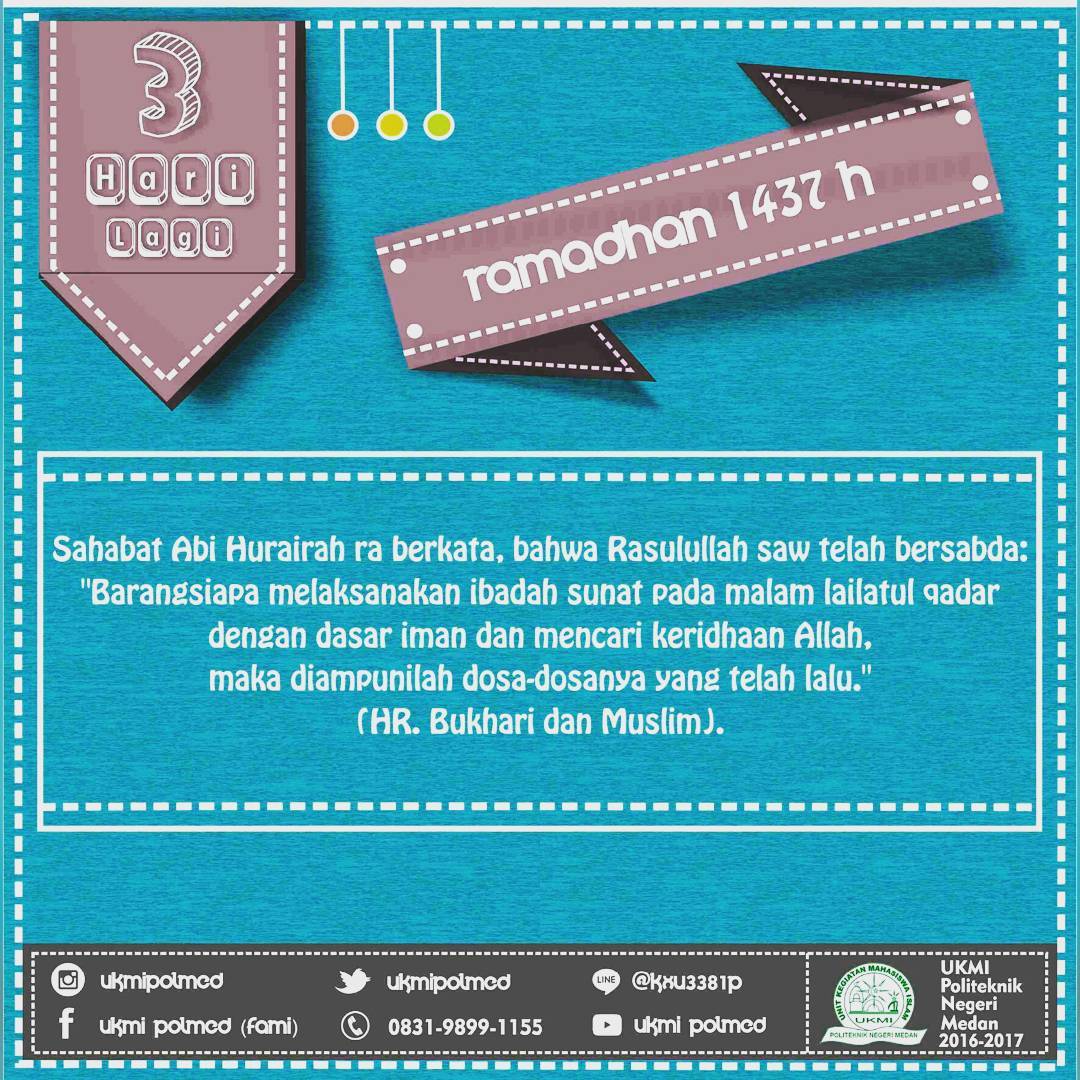 3
Hari
Lagi
ramadhan 1437 h
Sahabat Abi Hurairah ra berkata, bahwa Rasulullah saw telah bersabda:
"Barangsiapa melaksanakan ibadah sunat pada malam lailatul qadar
dengan dasar iman dan mencari keridhaan Allah,
maka diampunilah dosa-dosanya yang telah lalu."
(HR. Bukhari dan Muslim).
ukmipolmed
ukmipolmed
LINE @kxu3381p
ukmi polmed (fami)
0831-9899-1155
ukmi polmed
UNIT KEGIATAN MAHASISWA ISLAM
UKMI
POLITEKNIK NEGERI MEDAN
UKMI
Politeknik
Negeri
Medan
2016-2017